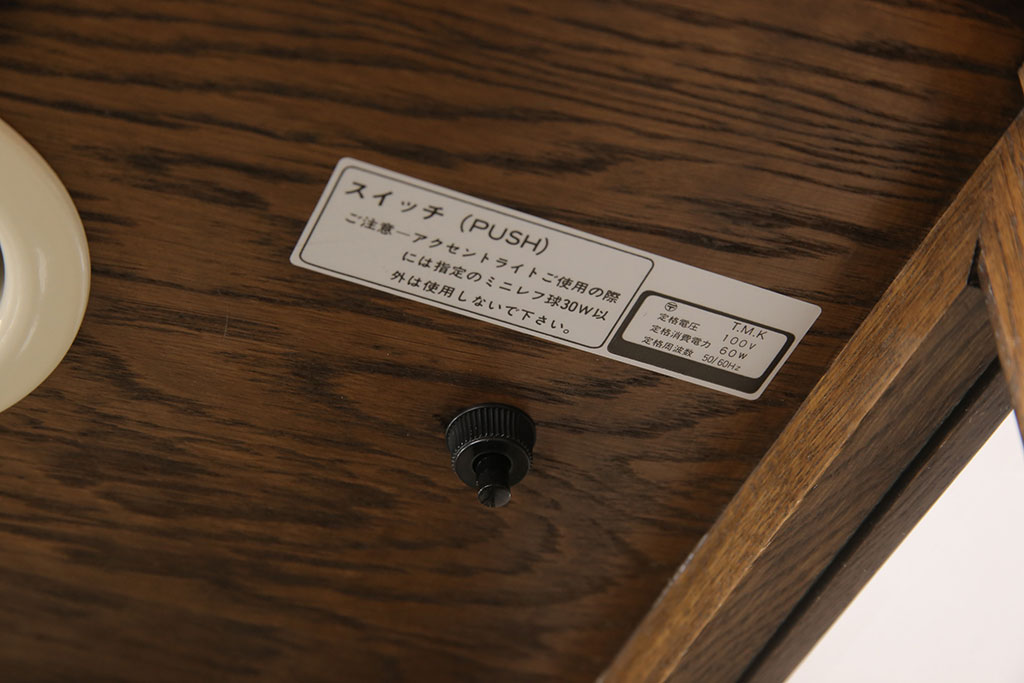 スイッチ (PUSH)
ご注意—アクセントライトご使用の際
には指定のミニレフ球30W以
外は使用しないで下さい。
〒 T.M.K
定格電圧 100V
定格消費電力 60W
定格周波数 50/60Hz